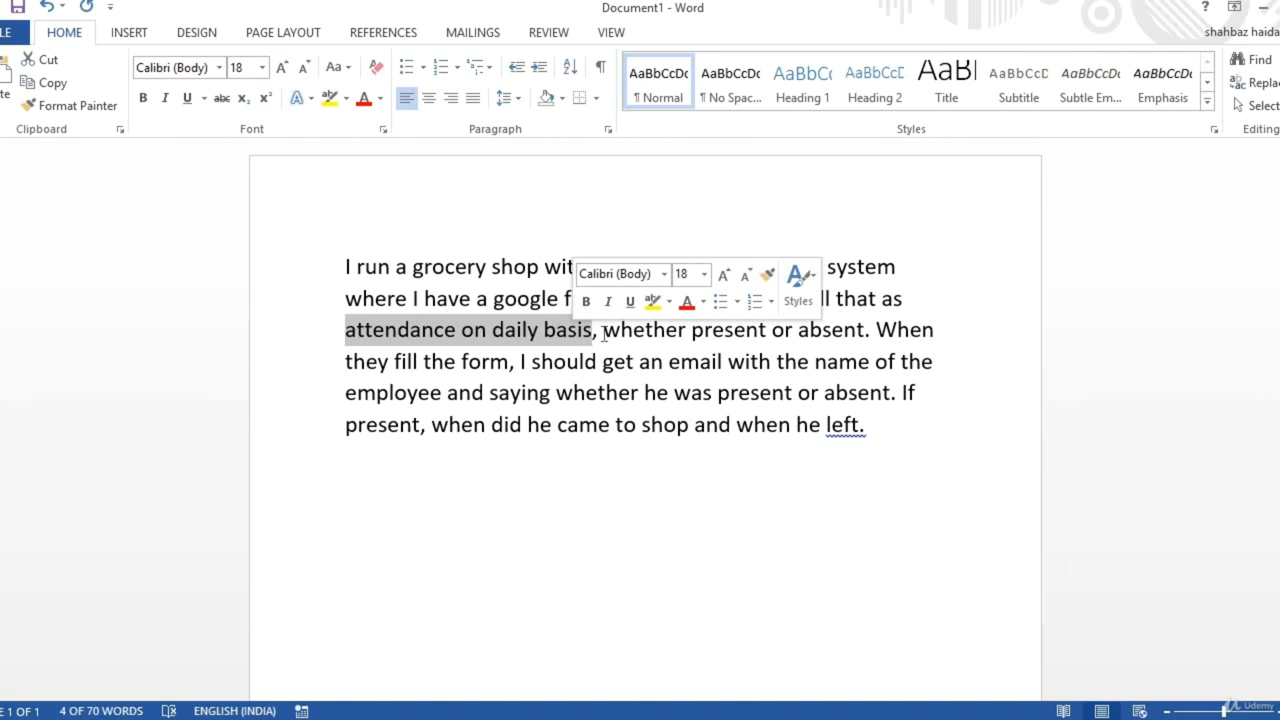 Document1 - Word
?
LE
HOME
INSERT
DESIGN
PAGE LAYOUT
REFERENCES
MAILINGS
REVIEW
VIEW
shahbaz haida
Cut
Copy
Format Painter
Clipboard
Calibri (Body)
18
Font
Paragraph
AaBbCcDc
¶ Normal
AaBbCcDc
¶ No Spac...
AaBbCc
Heading 1
AaBbCcD
Heading 2
AaB
Title
AaBbCcD
Subtitle
AaBbCcDc
Subtle Em...
AaBbCcDc
Emphasis
Styles
Find
Replac
Select
Editing
I run a grocery shop wit system
where I have a google f ll that as
attendance on daily basis, whether present or absent. When
they fill the form, I should get an email with the name of the
employee and saying whether he was present or absent. If
present, when did he came to shop and when he left.
Calibri (Body) 18
B I U
Styles
E 1 OF 1
4 OF 70 WORDS
ENGLISH (INDIA)
Udemy